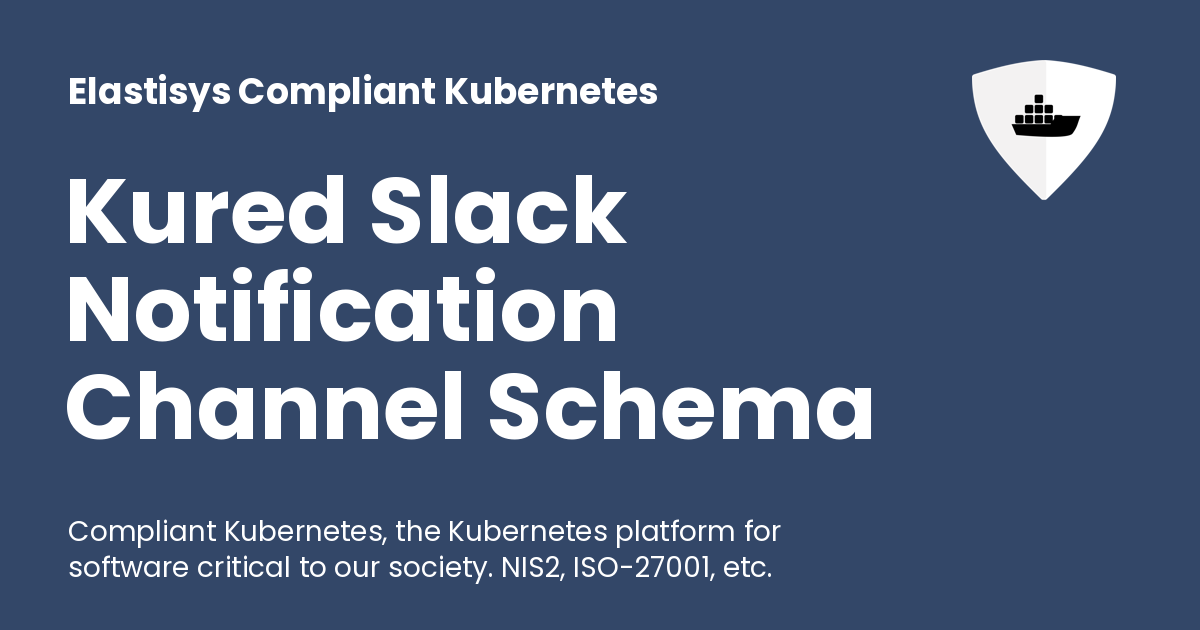 Elastisys Compliant Kubernetes
Kured Slack
Notification
Channel Schema
Compliant Kubernetes, the Kubernetes platform for
software critical to our society. NIS2, ISO-27001, etc.